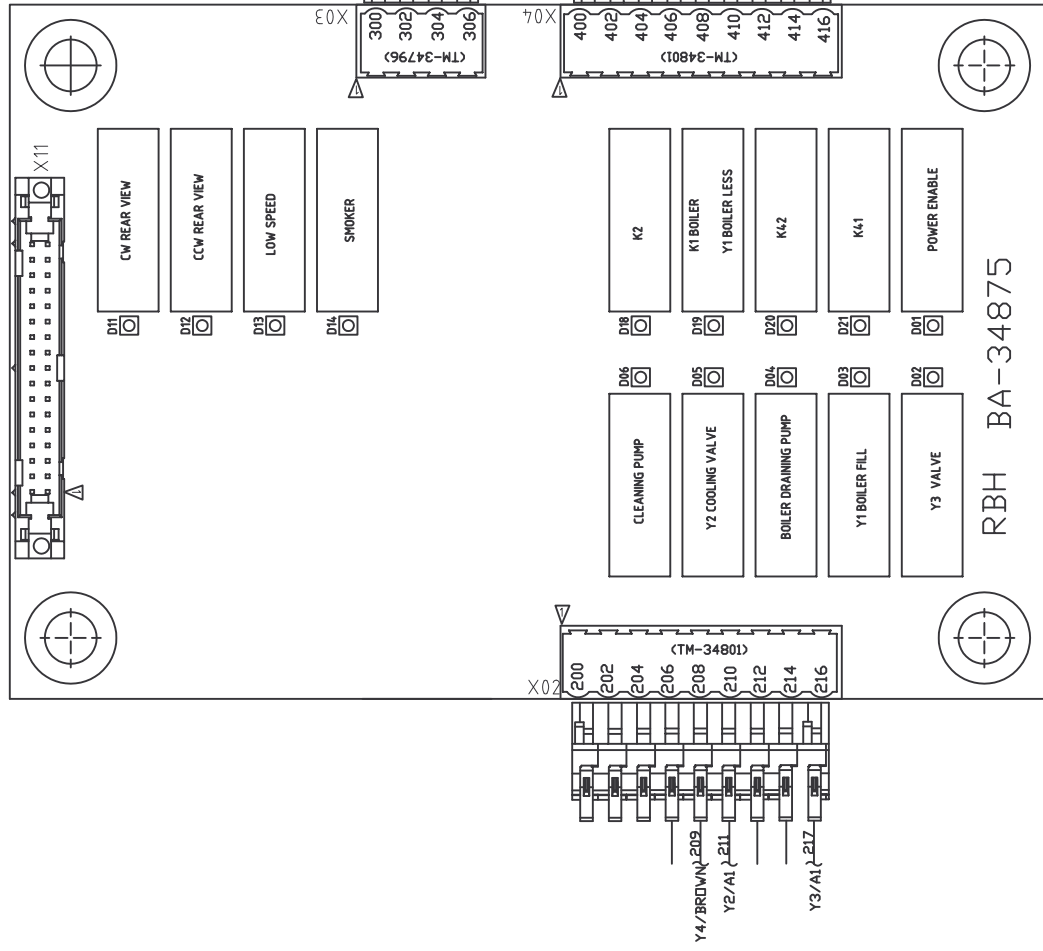 X03
300
302
304
306
(TM-34796)
1
X04
400
402
404
406
408
410
412
414
416
(TM-34801)
1
X11
1
CW REAR VIEW
CCW REAR VIEW
LOW SPEED
SMOKER
D11
D12
D13
D14
K2
K1 BOILER
Y1 BOILER LESS
K42
K41
POWER ENABLE
D18
D19
D20
D21
D01
D06
D05
D04
D03
D02
CLEANING PUMP
Y2 COOLING VALVE
BOILER DRAINING PUMP
Y1 BOILER FILL
Y3 VALVE
RBH BA-34875
1
X02
(TM-34801)
200
202
204
206
208
210
212
214
216
Y4/BROWN) 209
Y2/A1) 211
Y3/A1) 217